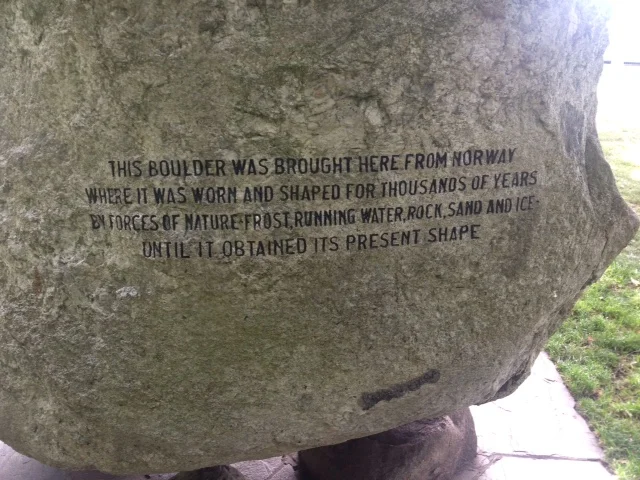 THIS BOULDER WAS BROUGHT HERE FROM NORWAY
WHERE IT WAS WORN AND SHAPED FOR THOUSANDS OF YEARS
BY FORCES OF NATURE-FROST, RUNNING WATER, ROCK, SAND AND ICE-
UNTIL IT OBTAINED ITS PRESENT SHAPE